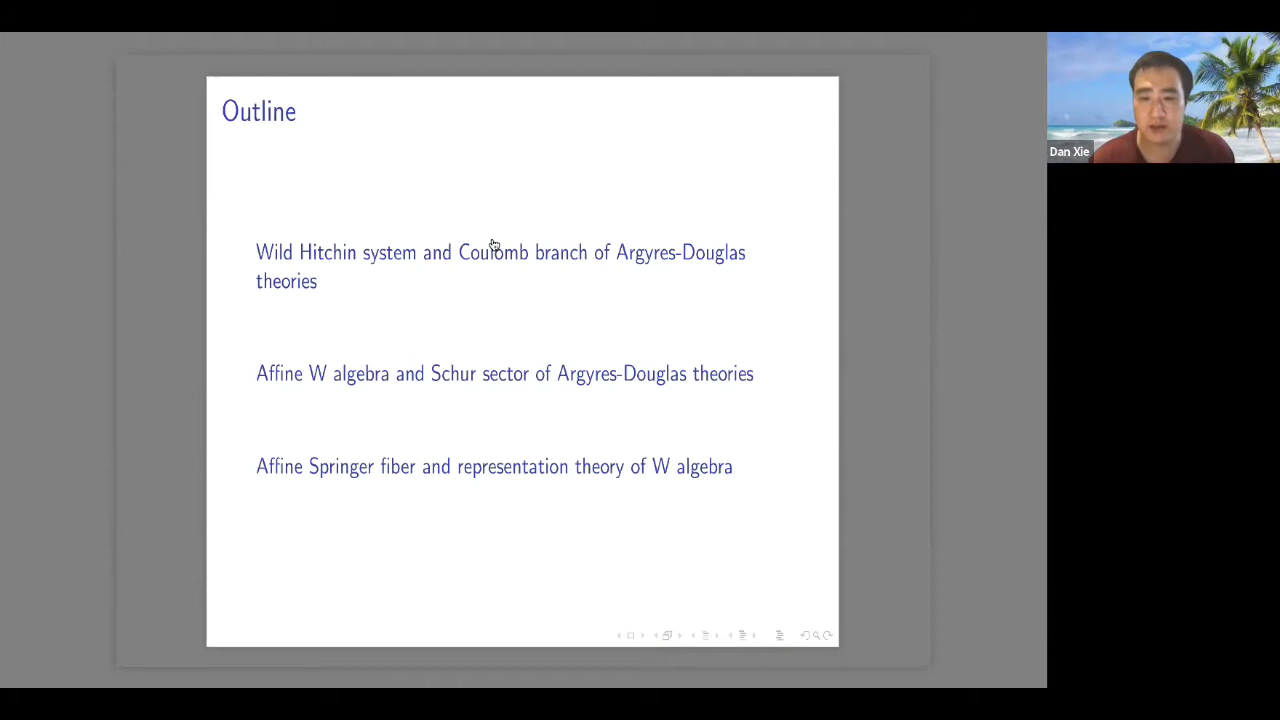 Outline
Wild Hitchin system and Coulomb branch of Argyres-Douglas
theories
Affine W algebra and Schur sector of Argyres-Douglas theories
Affine Springer fiber and representation theory of W algebra
Dan Xie